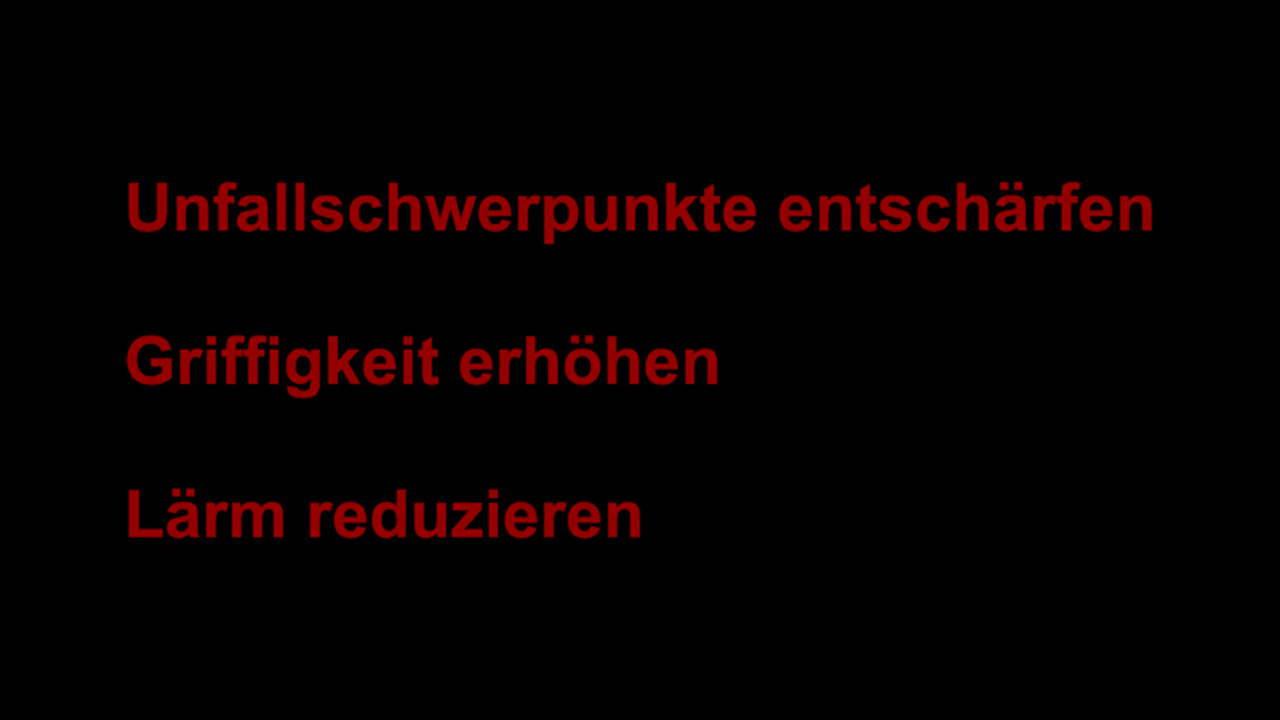 Unfallschwerpunkte entschärfen
Griffigkeit erhöhen
Lärm reduzieren